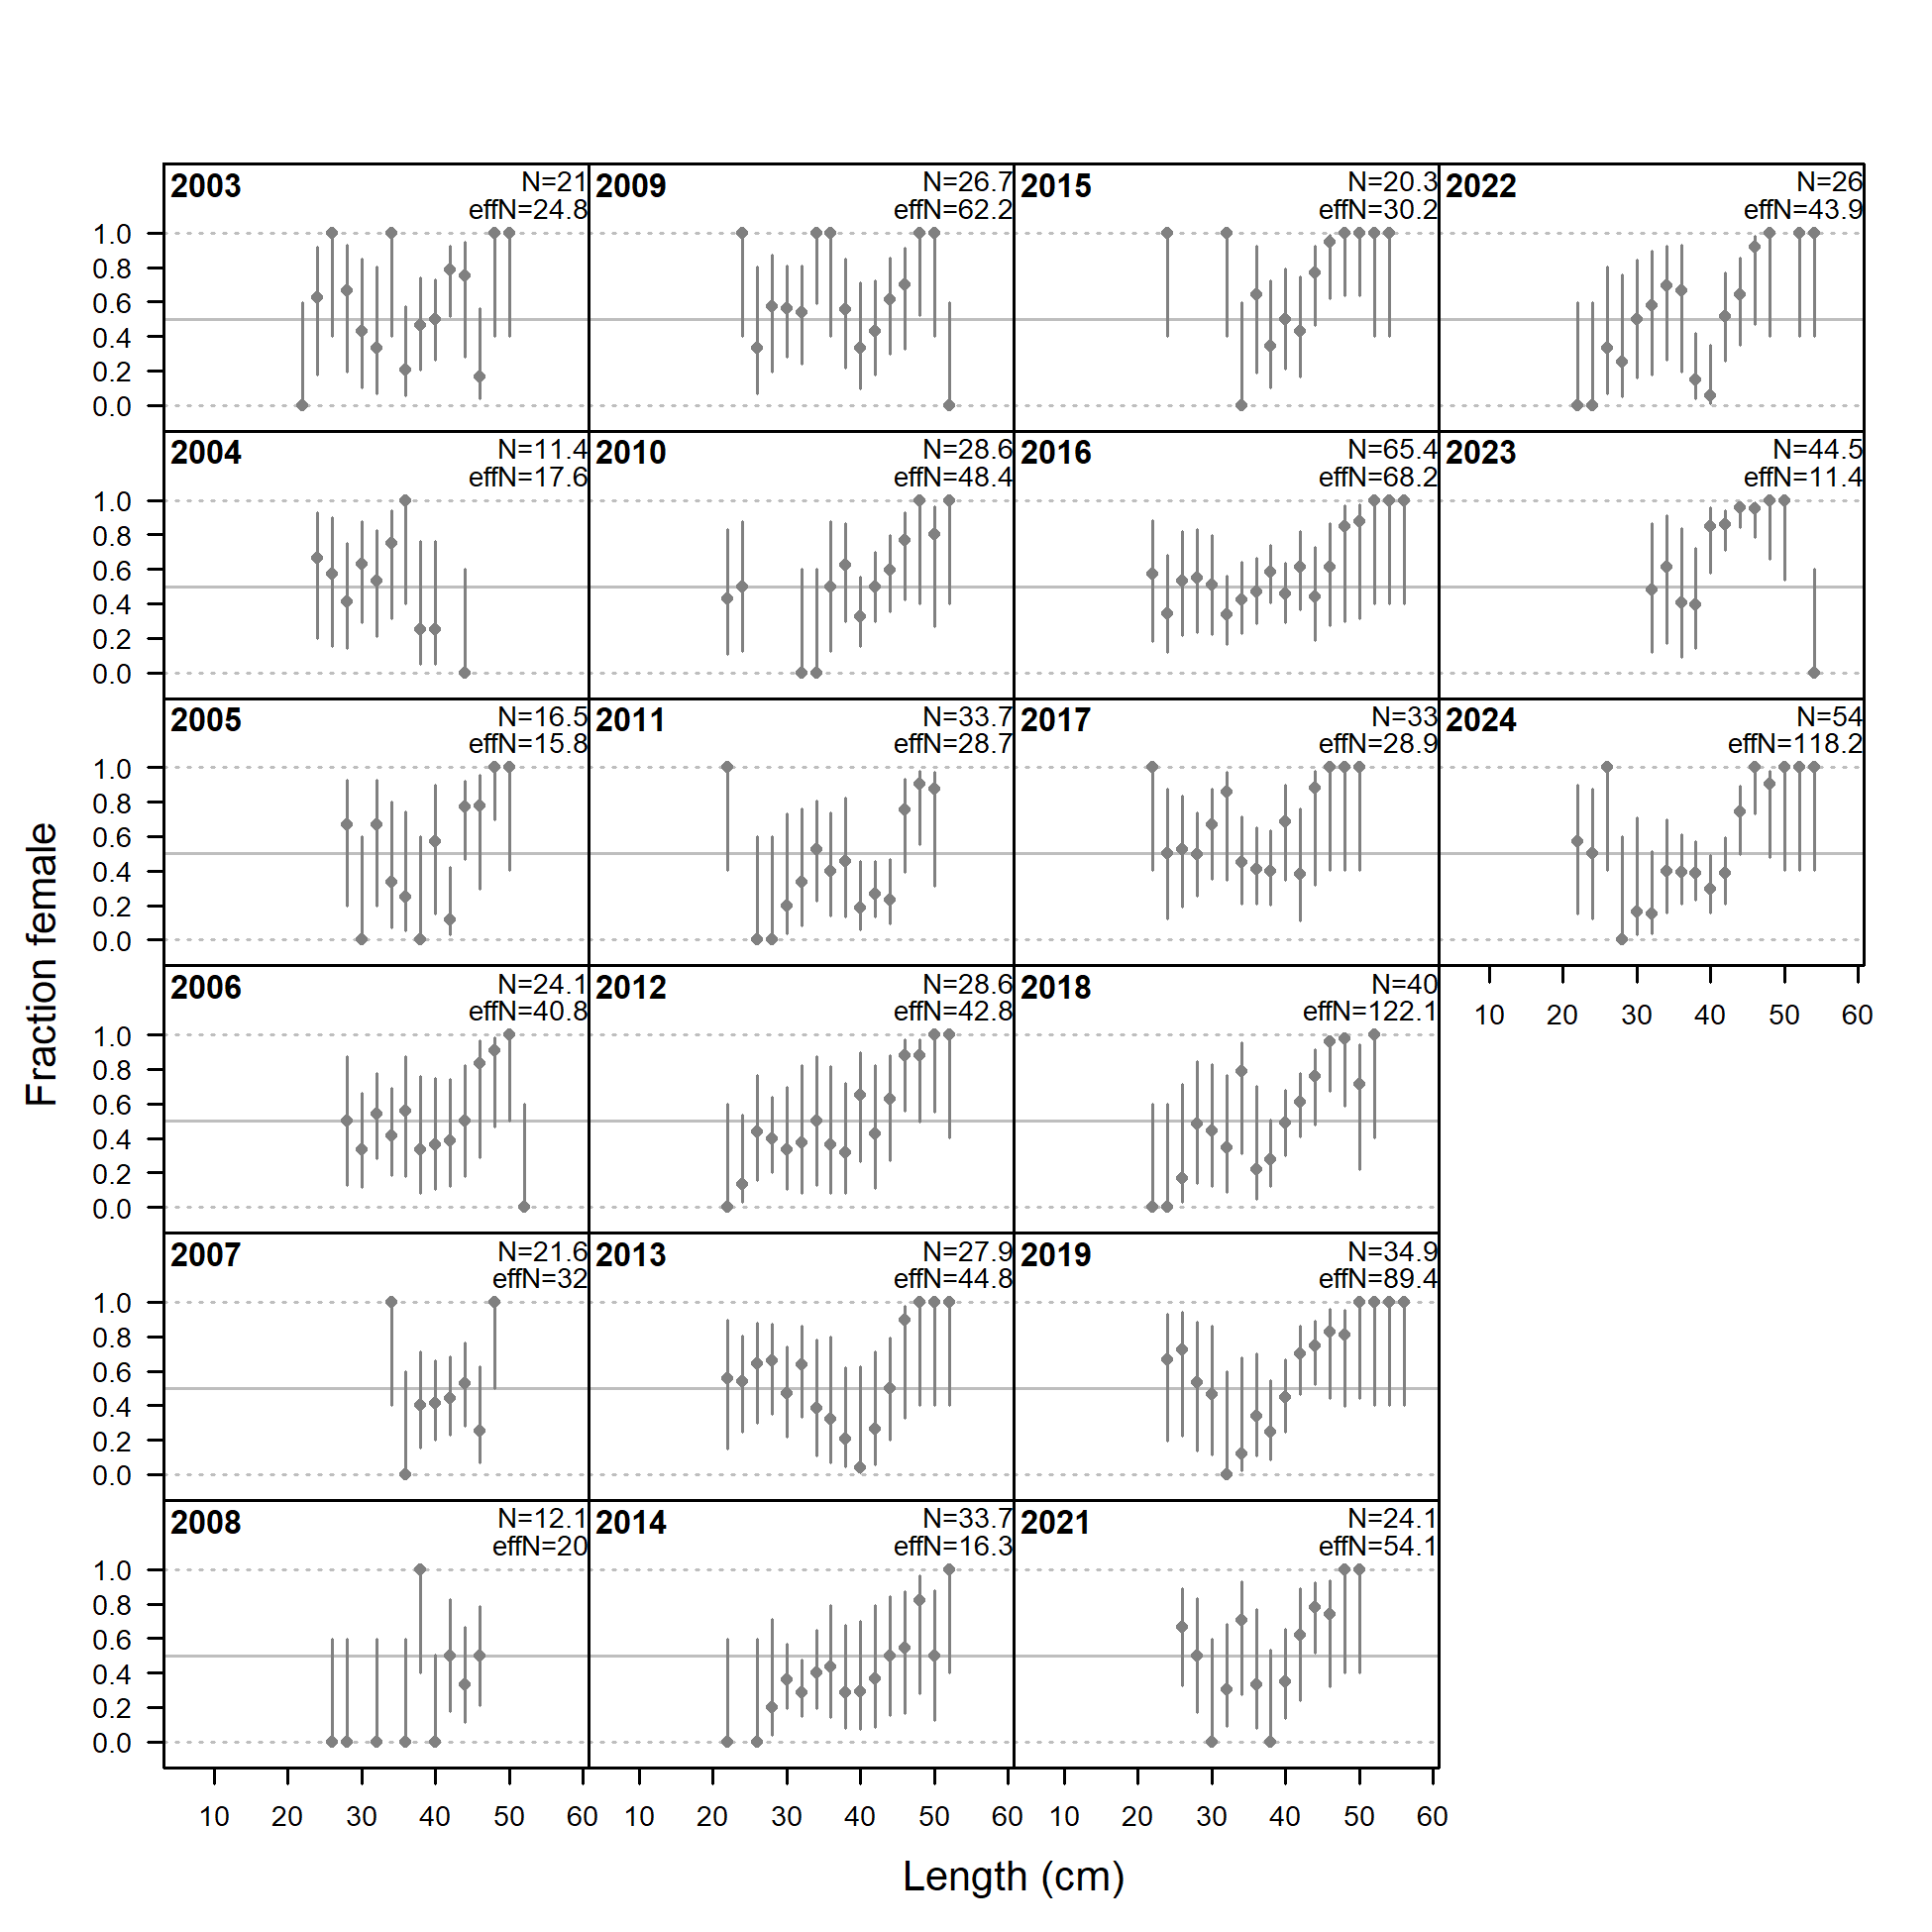 2003
N=21
effN=24.8
2009
N=26.7
effN=62.2
2015
N=20.3
effN=30.2
2022
N=26
effN=43.9
1.0
0.8
0.6
0.4
0.2
0.0
2004
N=11.4
effN=17.6
2010
N=28.6
effN=48.4
2016
N=65.4
effN=68.2
2023
N=44.5
effN=11.4
1.0
0.8
0.6
0.4
0.2
0.0
2005
N=16.5
effN=15.8
2011
N=33.7
effN=28.7
2017
N=33
effN=28.9
2024
N=54
effN=118.2
1.0
0.8
0.6
0.4
0.2
0.0
Fraction female
2006
N=24.1
effN=40.8
2012
N=28.6
effN=42.8
2018
N=40
effN=122.1
10 20 30 40 50 60
1.0
0.8
0.6
0.4
0.2
0.0
2007
N=21.6
effN=32
2013
N=27.9
effN=44.8
2019
N=34.9
effN=89.4
1.0
0.8
0.6
0.4
0.2
0.0
2008
N=12.1
effN=20
2014
N=33.7
effN=16.3
2021
N=24.1
effN=54.1
1.0
0.8
0.6
0.4
0.2
0.0
10 20 30 40 50 60 10 20 30 40 50 60 10 20 30 40 50 60
Length (cm)